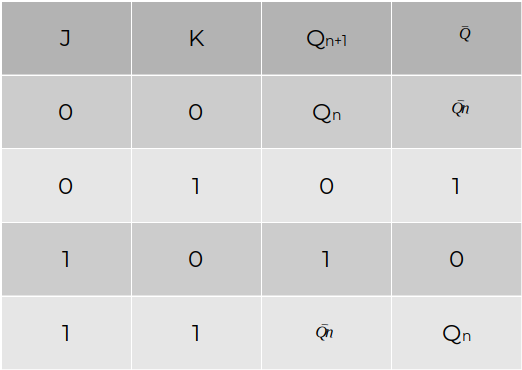 J K Qn+1 Q̄
0 0 Qn Q̄n
0 1 0 1
1 0 1 0
1 1 Q̄n Qn